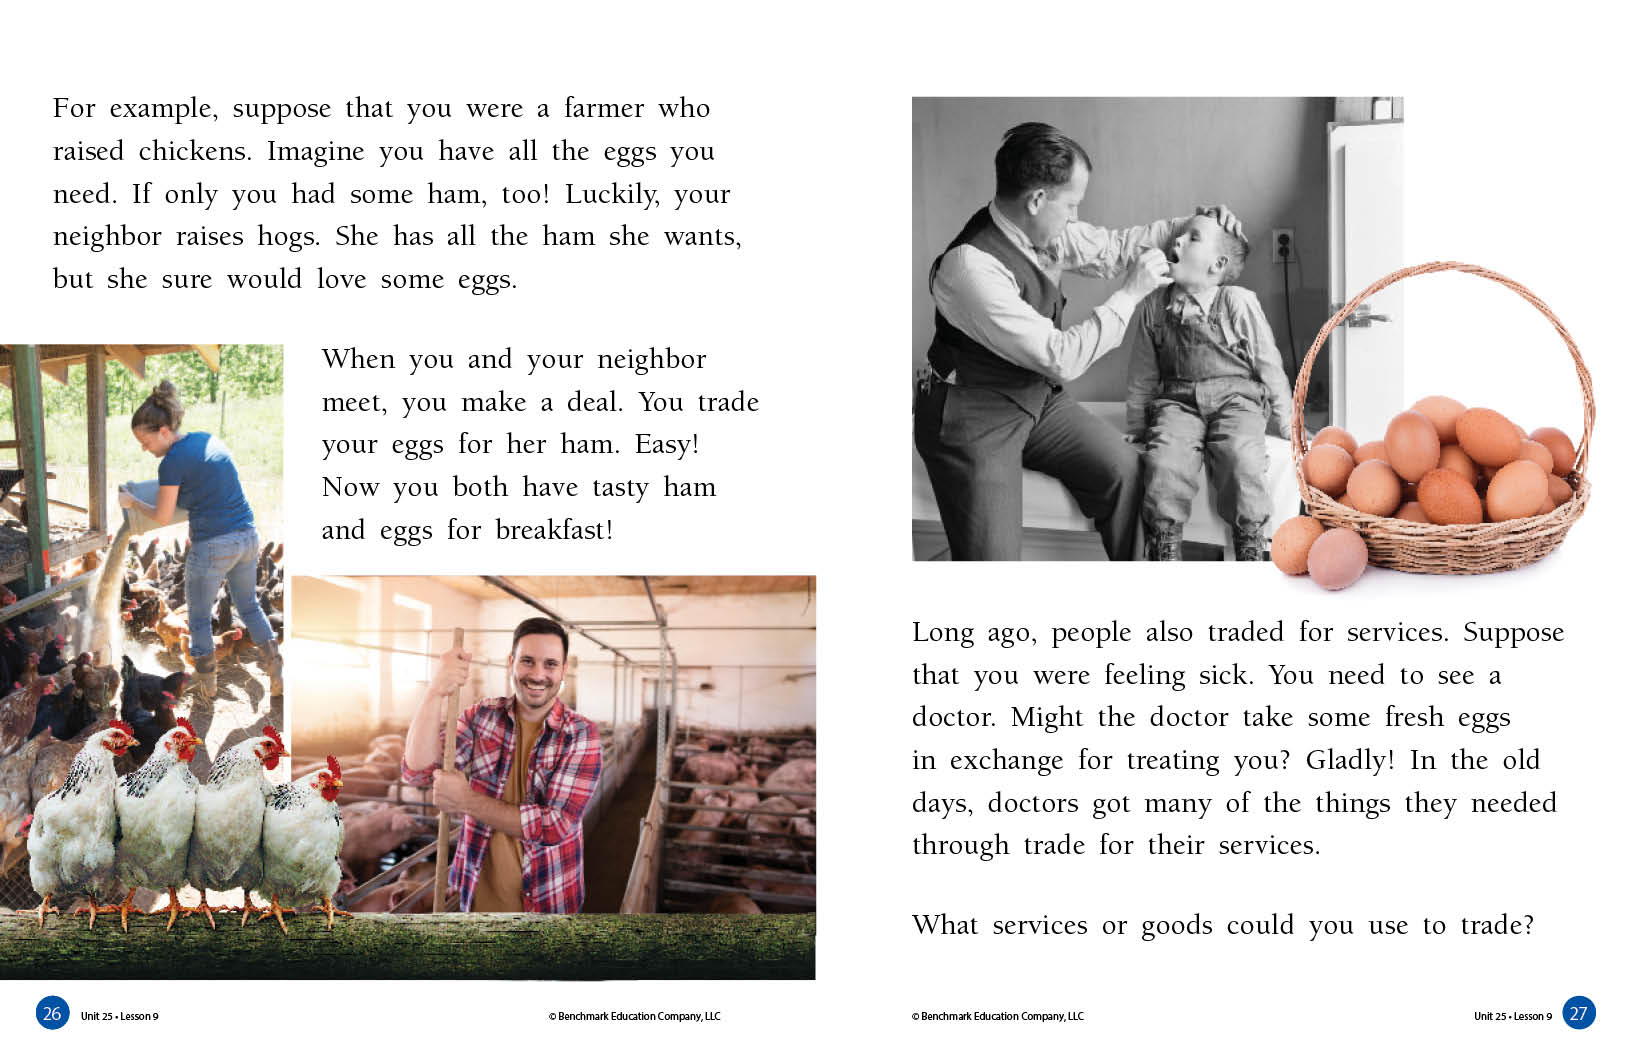 For example, suppose that you were a farmer who
raised chickens. Imagine you have all the eggs you
need. If only you had some ham, too! Luckily, your
neighbor raises hogs. She has all the ham she wants,
but she sure would love some eggs.
When you and your neighbor
meet, you make a deal. You trade
your eggs for her ham. Easy!
Now you both have tasty ham
and eggs for breakfast!
26 Unit 25 • Lesson 9
© Benchmark Education Company, LLC
Long ago, people also traded for services. Suppose
that you were feeling sick. You need to see a
doctor. Might the doctor take some fresh eggs
in exchange for treating you? Gladly! In the old
days, doctors got many of the things they needed
through trade for their services.
What services or goods could you use to trade?
© Benchmark Education Company, LLC
Unit 25 • Lesson 9 27